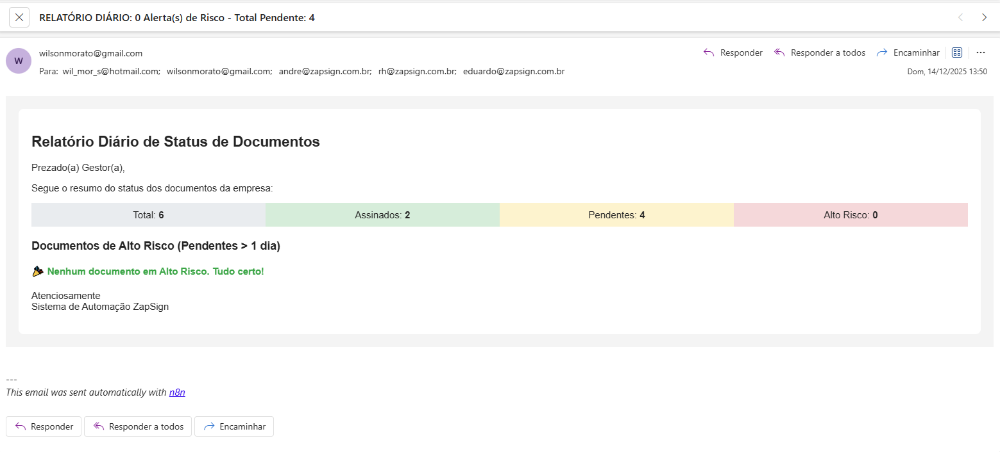 RELATÓRIO DIÁRIO: 0 Alerta(s) de Risco - Total Pendente: 4
W
wilsonmorato@gmail.com
Responder
Responder a todos
Encaminhar
Para: wil_mor_s@hotmail.com; wilsonmorato@gmail.com; andre@zapsign.com.br; rh@zapsign.com.br; eduardo@zapsign.com.br
Dom, 14/12/2025 13:50
Relatório Diário de Status de Documentos
Prezado(a) Gestor(a),
Segue o resumo do status dos documentos da empresa:
Total: 6 Assinados: 2 Pendentes: 4 Alto Risco: 0
Documentos de Alto Risco (Pendentes > 1 dia)
🎉 Nenhum documento em Alto Risco. Tudo certo!
Atenciosamente
Sistema de Automação ZapSign
---
This email was sent automatically with n8n
Responder Responder a todos Encaminhar